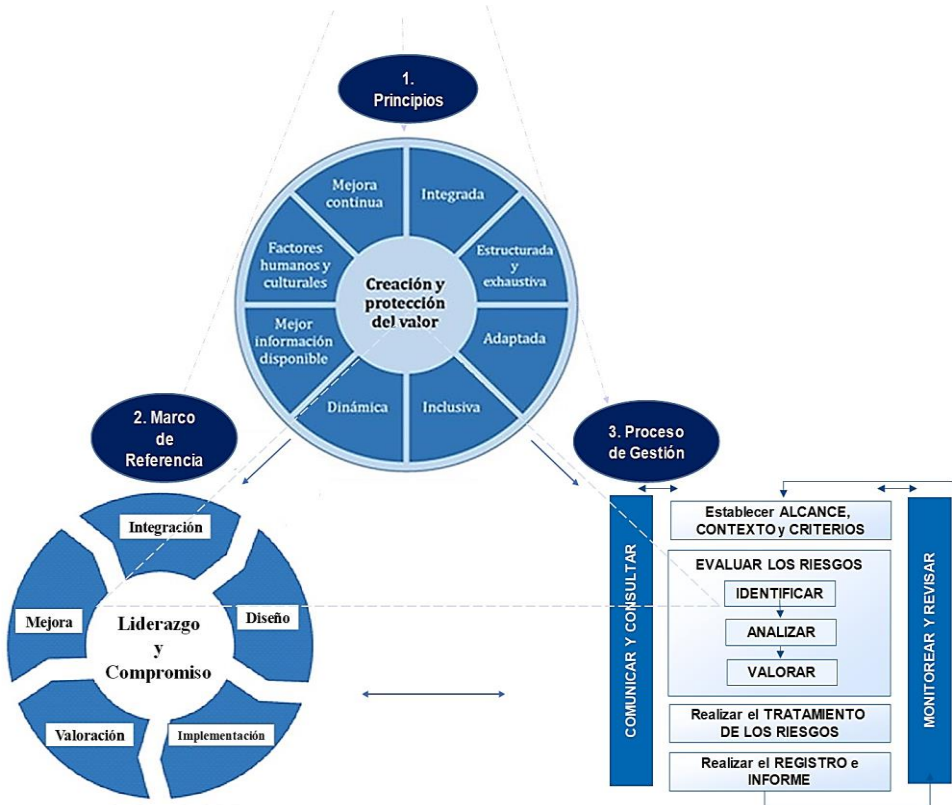 1.
Principios
Mejora
continua
Integrada
Factores
humanos y
culturales
Estructurada
y
exhaustiva
Creación y
protección
del valor
Mejor
información
disponible
Adaptada
Dinámica
Inclusiva
2. Marco
de
Referencia
3. Proceso
de Gestión
Integración
Mejora
Diseño
Liderazgo
y
Compromiso
Valoración
Implementación
COMUNICAR Y CONSULTAR
Establecer ALCANCE,
CONTEXTO y CRITERIOS
EVALUAR LOS RIESGOS
IDENTIFICAR
ANALIZAR
VALORAR
Realizar el TRATAMIENTO
DE LOS RIESGOS
Realizar el REGISTRO e
INFORME
MONITOREAR Y REVISAR